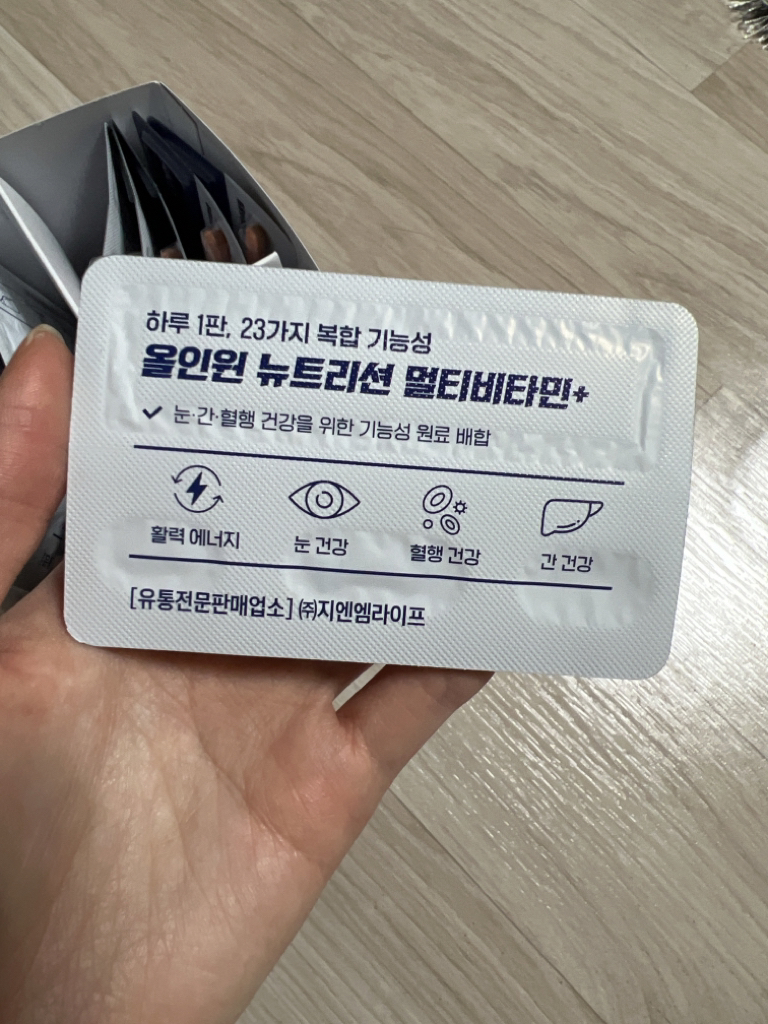 하루 1판, 23가지 복합 기능성
올인원 뉴트리션 멀티비타민+
✓ 눈·간·혈행 건강을 위한 기능성 원료 배합
활력 에너지
눈 건강
혈행 건강
간 건강
[유통전문판매업소] ㈜지엔엠라이프